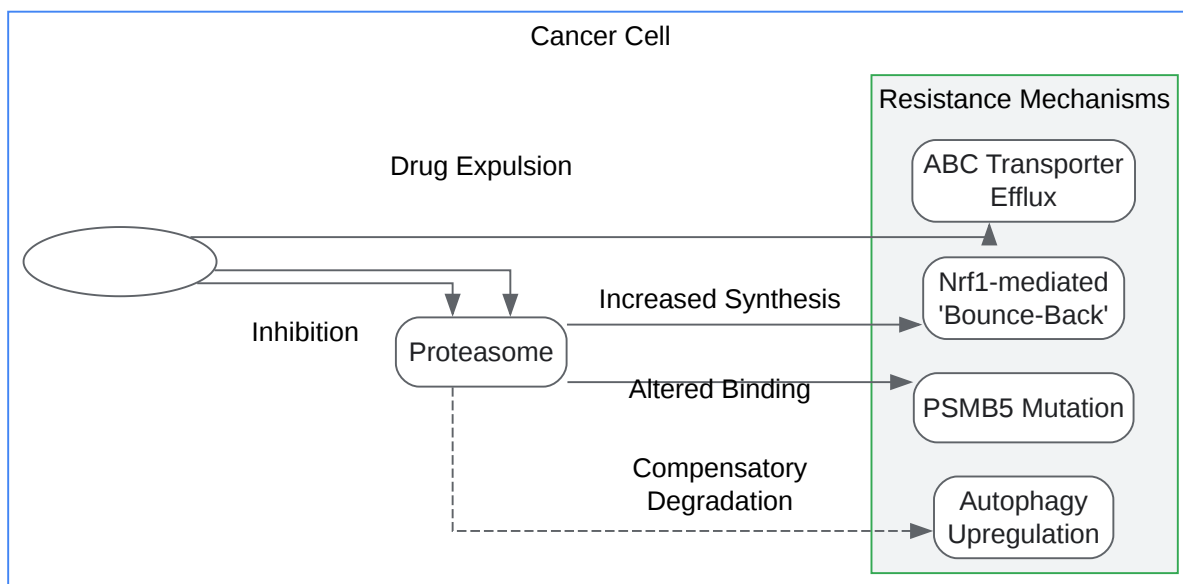 Cancer Cell
Resistance Mechanisms
Drug Expulsion
ABC Transporter
Efflux
Increased Synthesis
Nrf1-mediated
'Bounce-Back'
Inhibition
Proteasome
Altered Binding
PSMB5 Mutation
Compensatory
Degradation
Autophagy
Upregulation